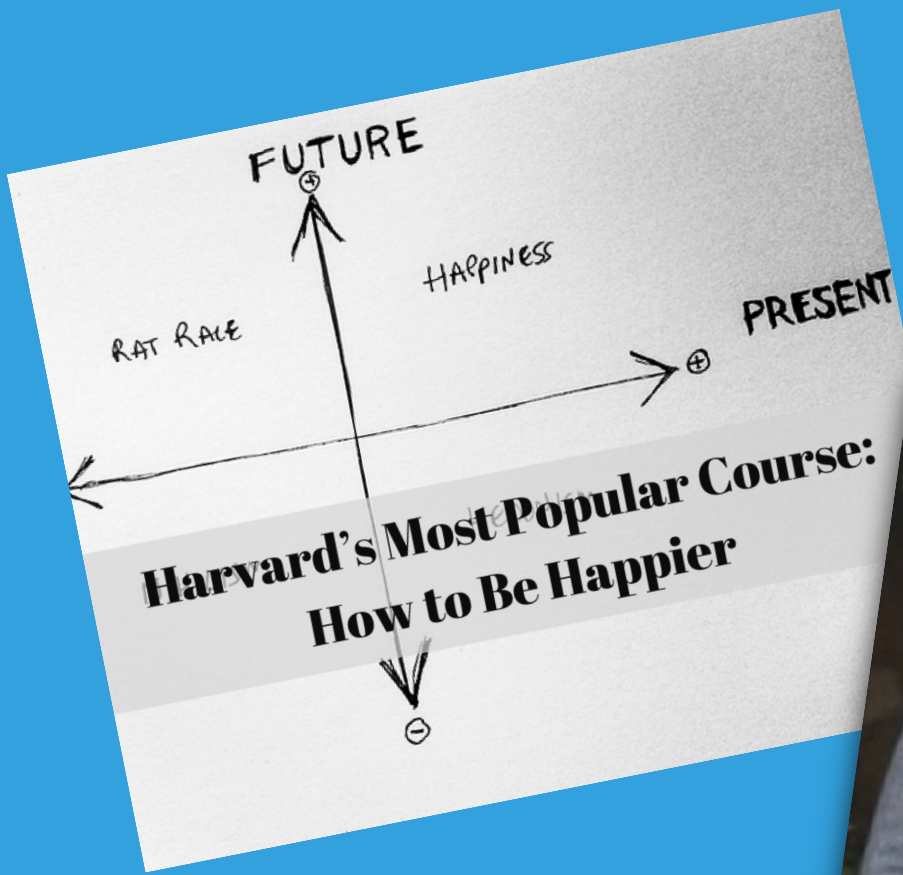 FUTURE
HAPPINESS
PRESENT
RAT RACE
Harvard's Most Popular Course:
How to Be Happier